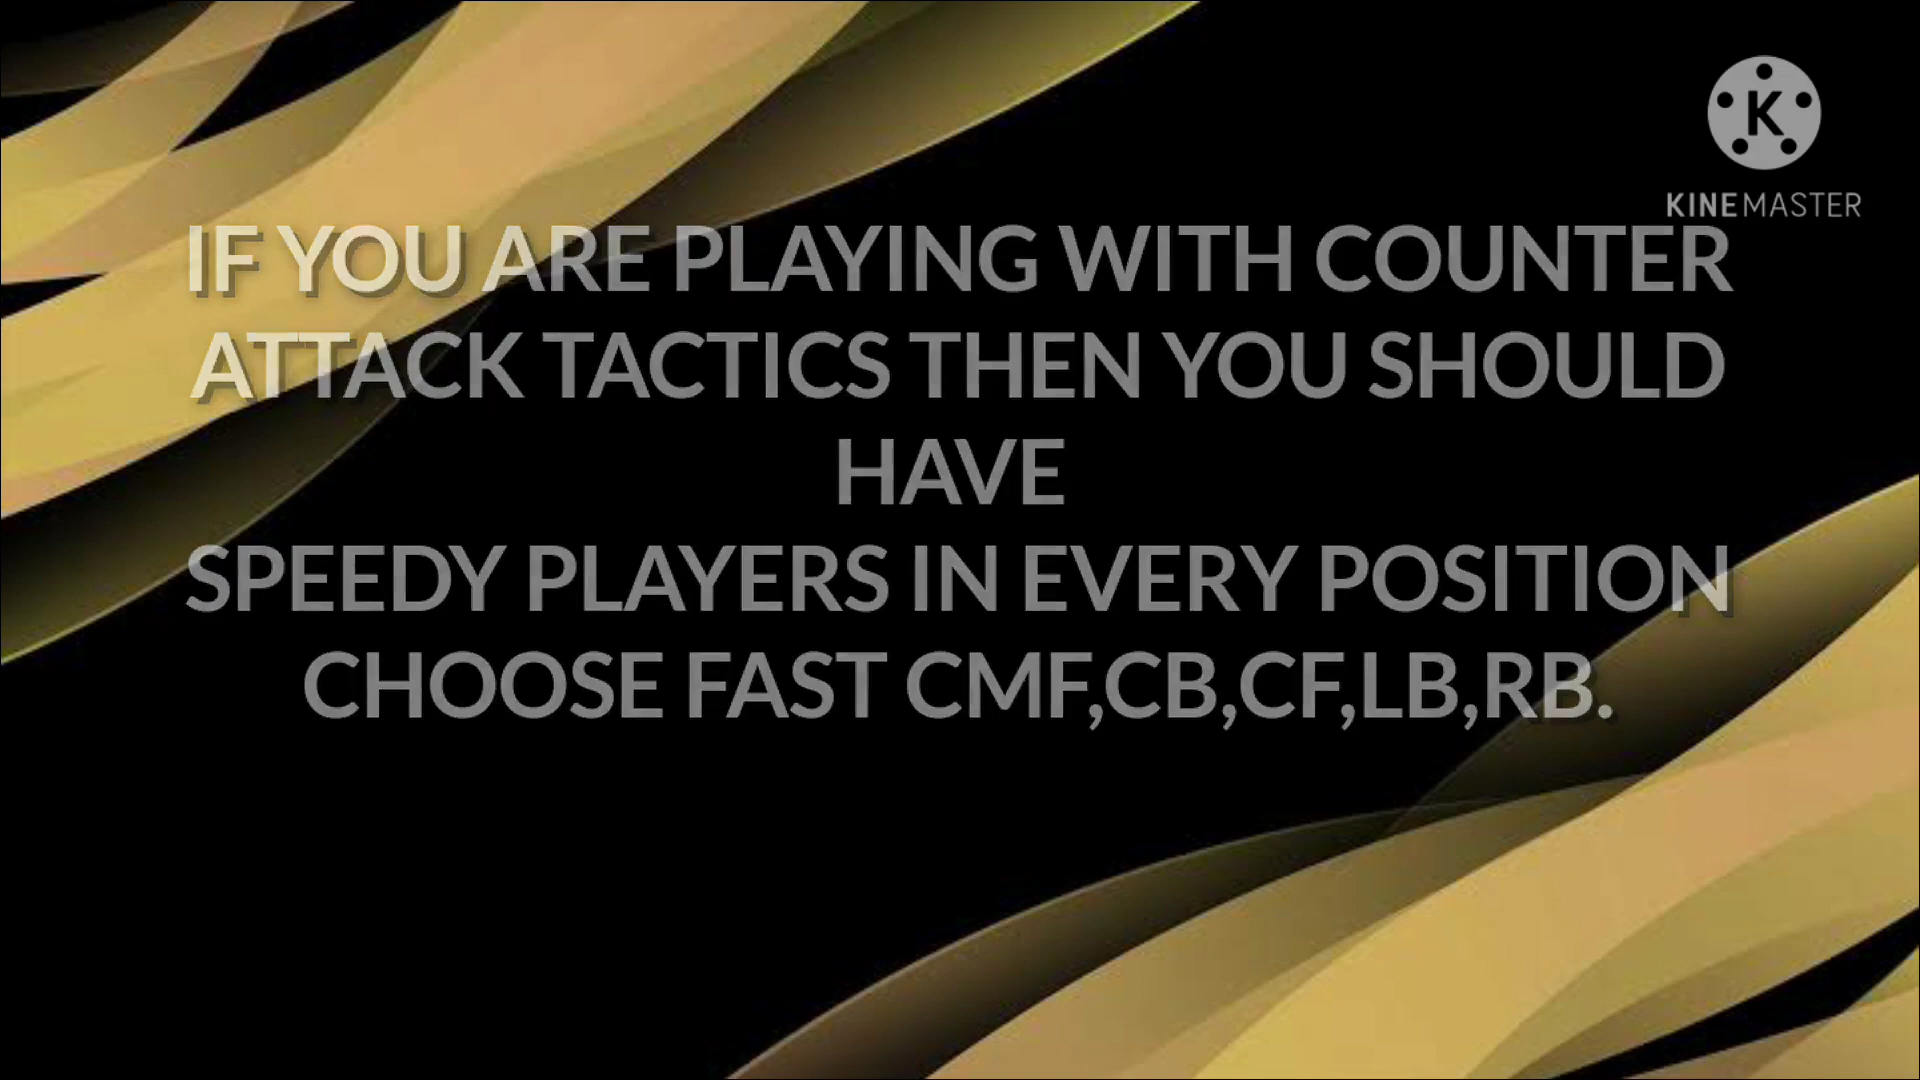 K
KINEMASTER
IF YOU ARE PLAYING WITH COUNTER
ATTACK TACTICS THEN YOU SHOULD
HAVE
SPEEDY PLAYERS IN EVERY POSITION
CHOOSE FAST CMF,CB,CF,LB,RB.